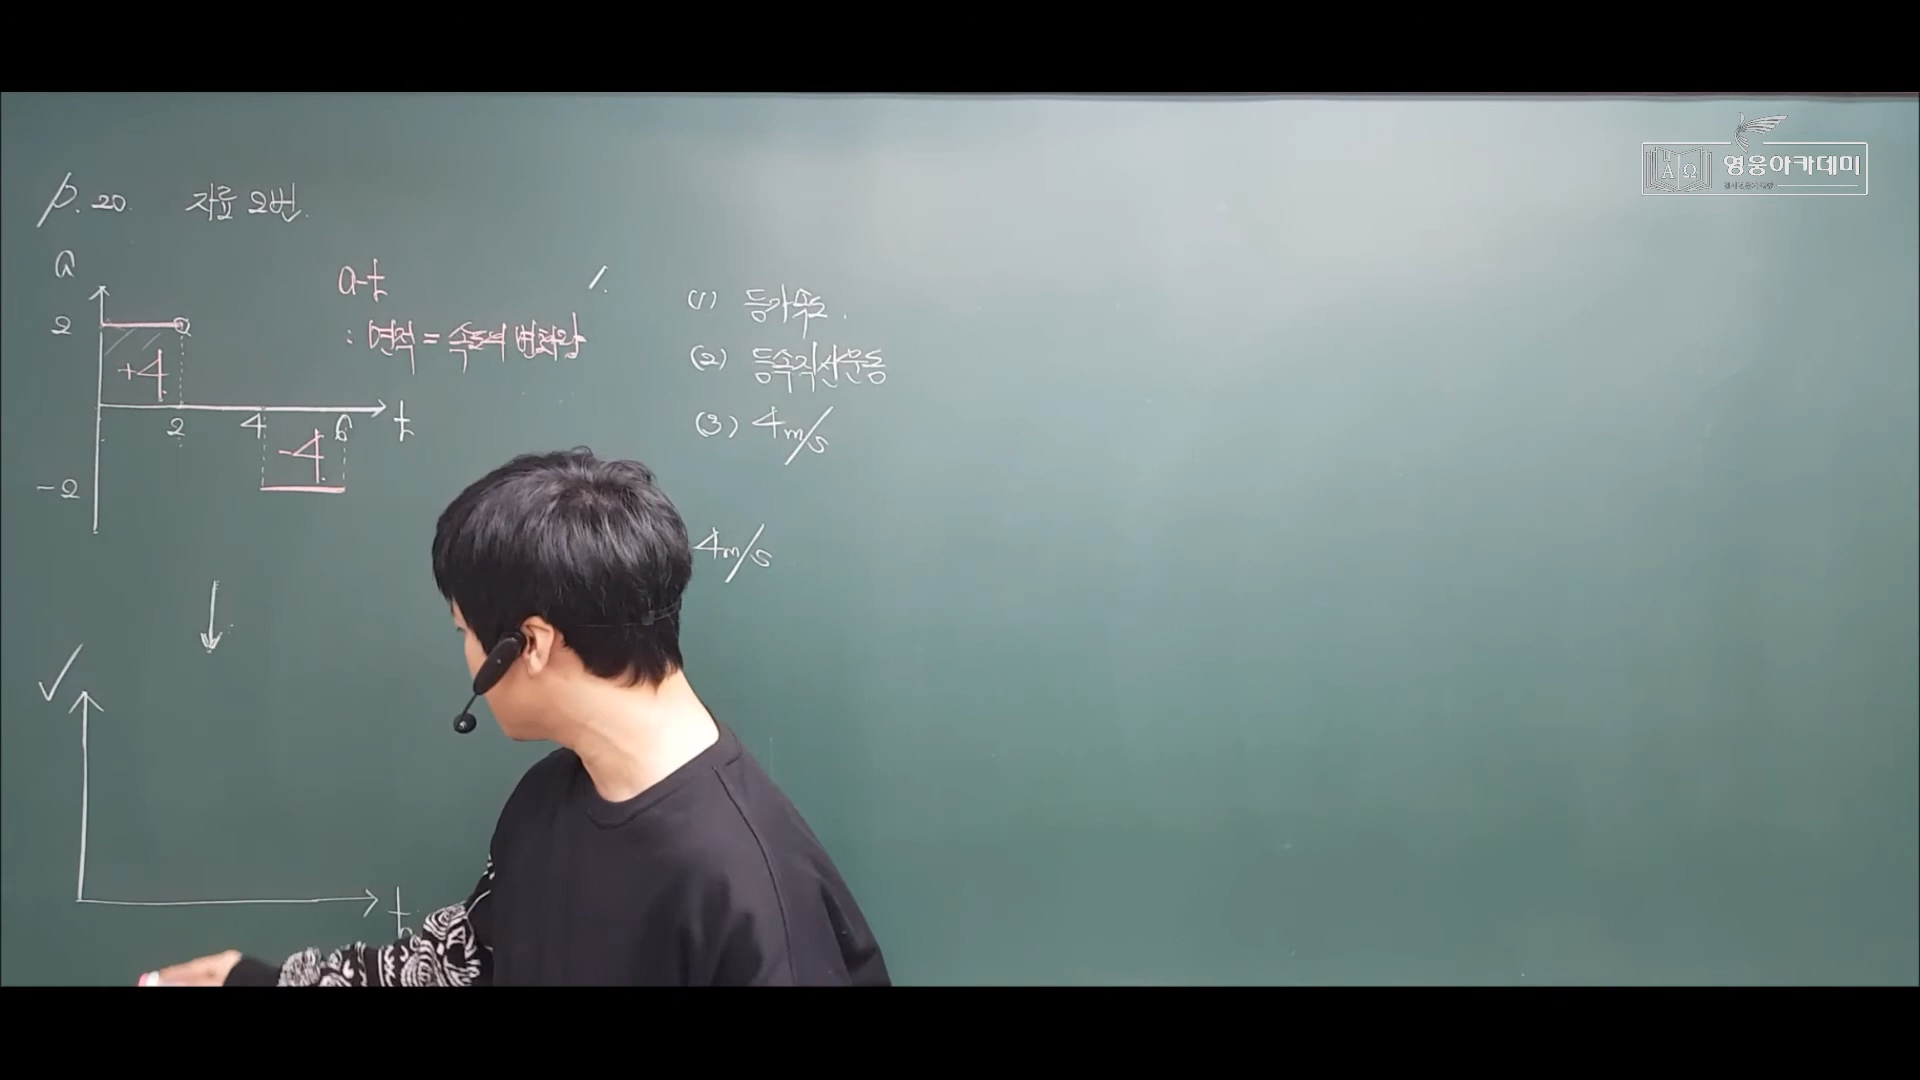 p.20. 자료 2번.
a
2
+4
-2
2
4
6
t
-4
a-t
: 면적 = 속도의 변화량
(1) 등가속도.
(2) 등속직선운동
(3) 4m/s
4m/s
v
t
AΩ 영웅아카데미